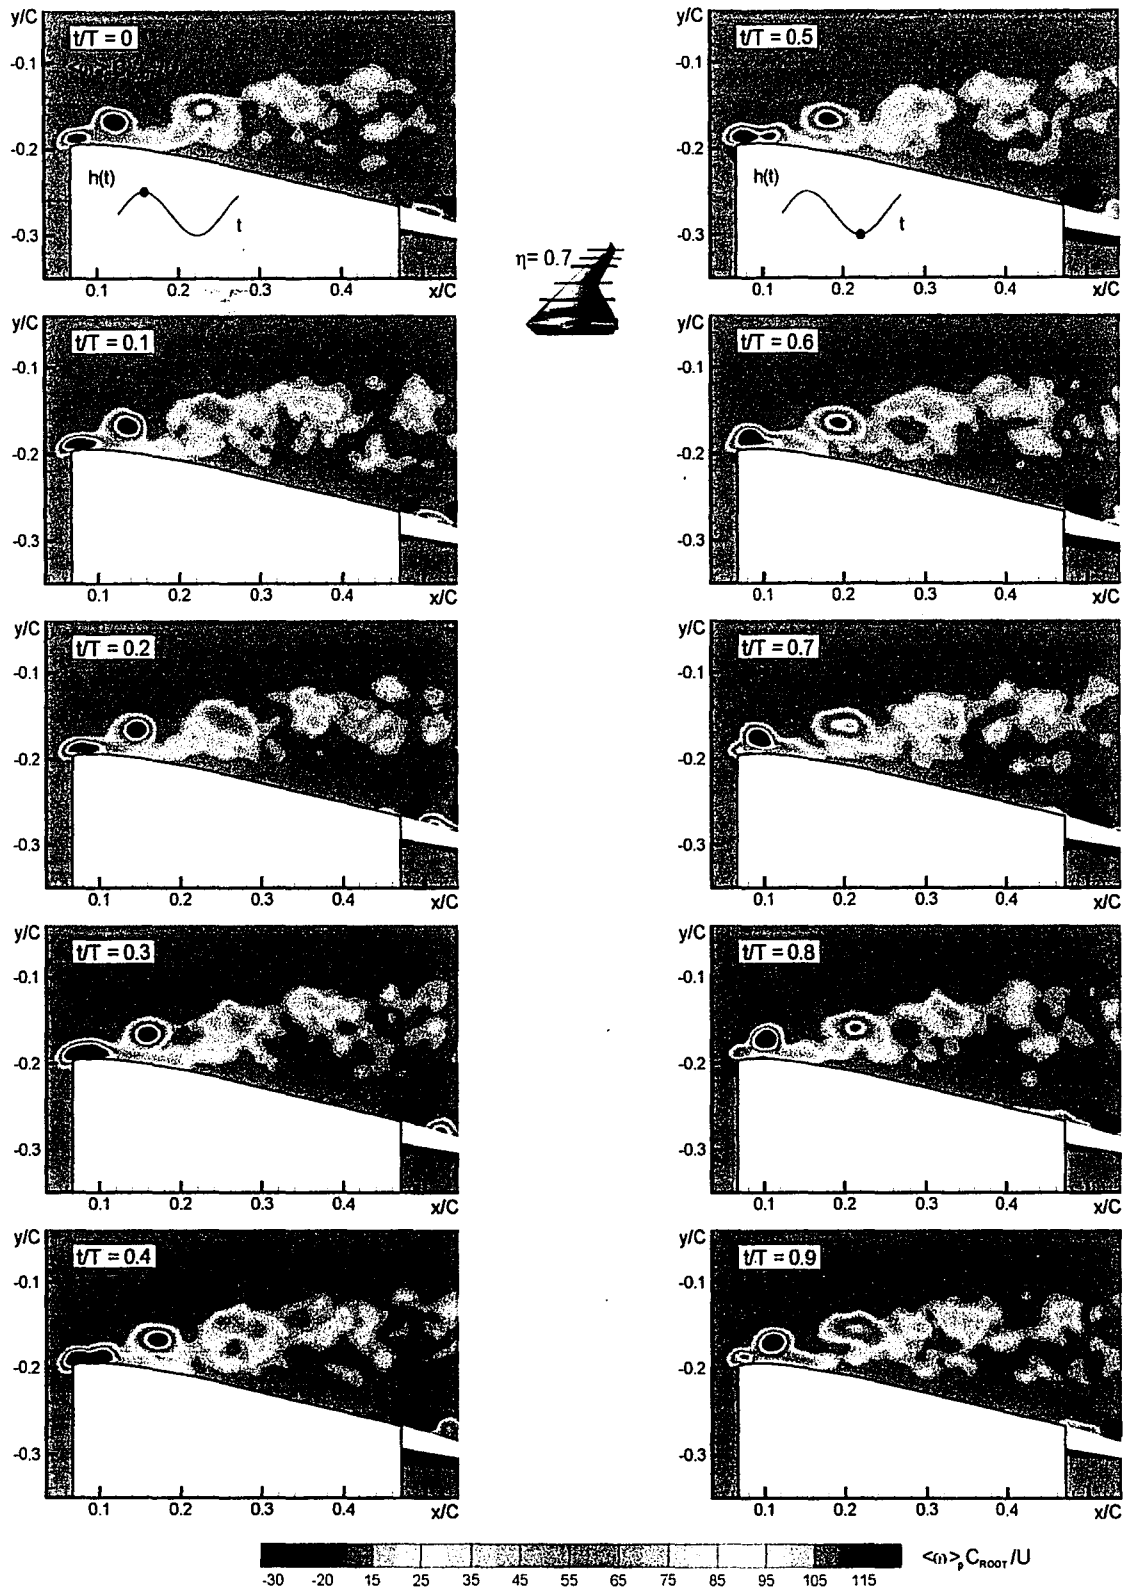 y/C
t/T = 0
-0.1
-0.2
h(t)
t
-0.3
0.1 0.2 0.3 0.4 x/C
y/C
t/T = 0.5
-0.1
-0.2
h(t)
t
-0.3
0.1 0.2 0.3 0.4 x/C
η= 0.7
y/C
t/T = 0.1
-0.1
-0.2
-0.3
0.1 0.2 0.3 0.4 x/C
y/C
t/T = 0.6
-0.1
-0.2
-0.3
0.1 0.2 0.3 0.4 x/C
y/C
t/T = 0.2
-0.1
-0.2
-0.3
0.1 0.2 0.3 0.4 x/C
y/C
t/T = 0.7
-0.1
-0.2
-0.3
0.1 0.2 0.3 0.4 x/C
y/C
t/T = 0.3
-0.1
-0.2
-0.3
0.1 0.2 0.3 0.4 x/C
y/C
t/T = 0.8
-0.1
-0.2
-0.3
0.1 0.2 0.3 0.4 x/C
y/C
t/T = 0.4
-0.1
-0.2
-0.3
0.1 0.2 0.3 0.4 x/C
y/C
t/T = 0.9
-0.1
-0.2
-0.3
0.1 0.2 0.3 0.4 x/C
-30 -20 15 25 35 45 55 65 75 85 95 105 115
C_ROOT/U